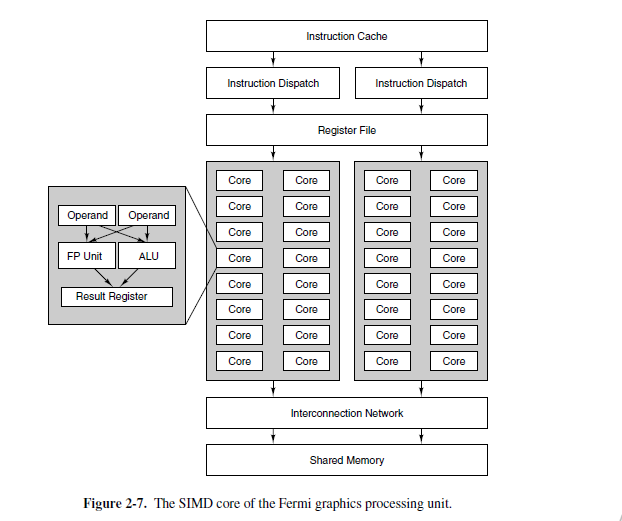 Instruction Cache
Instruction Dispatch Instruction Dispatch
Register File
Core Core Core Core
Core Core Core Core
Operand Operand Core Core Core Core
FP Unit ALU Core Core Core Core
Result Register Core Core Core Core
Core Core Core Core
Core Core Core Core
Core Core Core Core
Interconnection Network
Shared Memory
Figure 2-7. The SIMD core of the Fermi graphics processing unit.